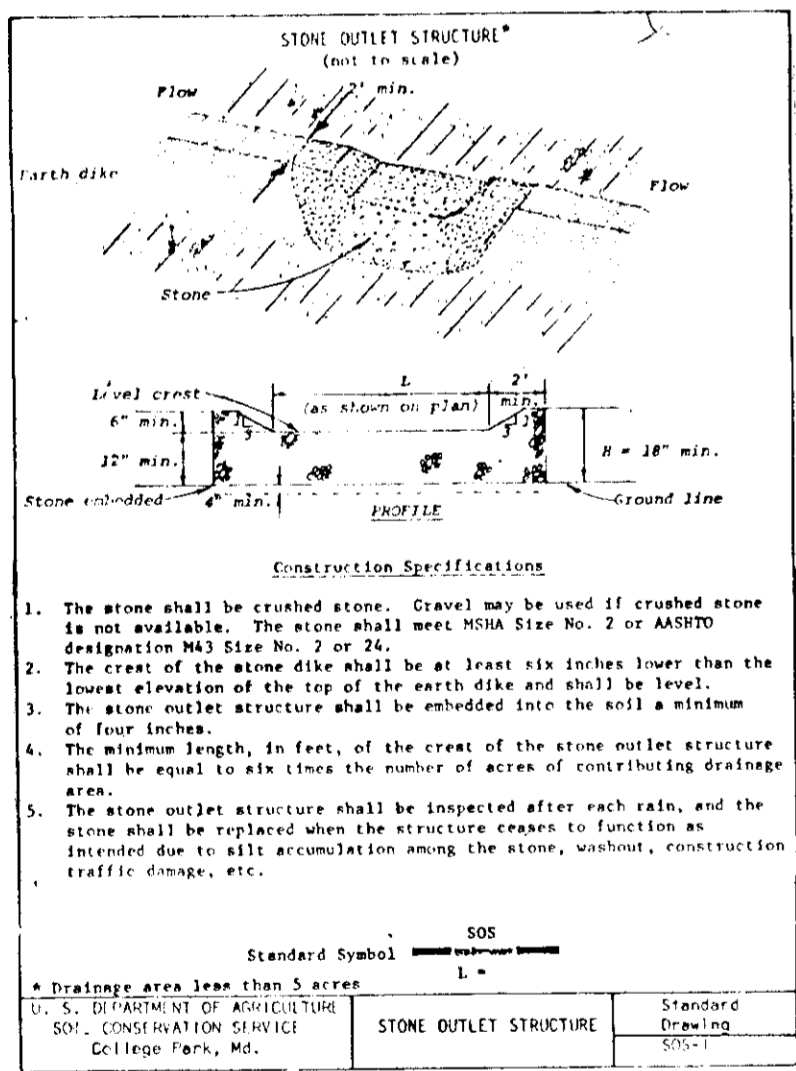 STONE OUTLET STRUCTURE*
(not to scale)
2' min.
Flow
Earth dike
Flow
Stone
Level crest
L
2'
(as shown on plan)
min.
6" min.
1
3
3
1
12" min.
H = 18" min.
Stone embedded
4" min.
Ground line
PROFILE
Construction Specifications
1. The stone shall be crushed stone. Gravel may be used if crushed stone
is not available. The stone shall meet MSHA Size No. 2 or AASHTO
designation M43 Size No. 2 or 24.
2. The crest of the stone dike shall be at least six inches lower than the
lowest elevation of the top of the earth dike and shall be level.
3. The stone outlet structure shall be embedded into the soil a minimum
of four inches.
4. The minimum length, in feet, of the crest of the stone outlet structure
shall be equal to six times the number of acres of contributing drainage
area.
5. The stone outlet structure shall be inspected after each rain, and the
stone shall be replaced when the structure ceases to function as
intended due to silt accumulation among the stone, washout, construction
traffic damage, etc.
SOS
Standard Symbol
L =
* Drainage area less than 5 acres
U. S. DEPARTMENT OF AGRICULTURE
SOIL CONSERVATION SERVICE
College Park, Md.
STONE OUTLET STRUCTURE
Standard
Drawing
SOS-1